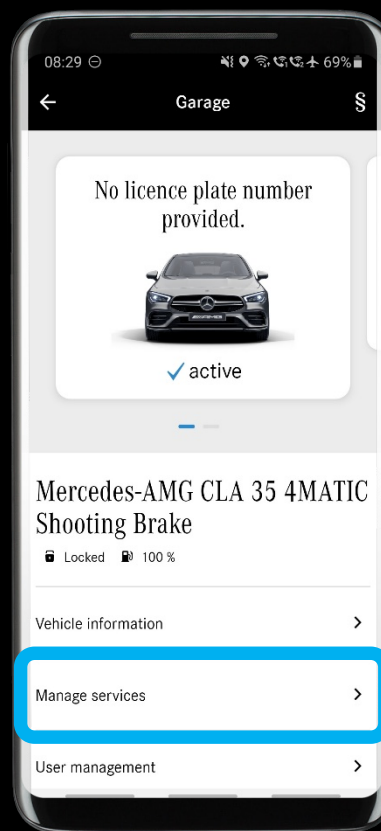 08:29 69%
Garage §
No licence plate number
provided.
active
Mercedes-AMG CLA 35 4MATIC
Shooting Brake
Locked 100 %
Vehicle information
Manage services
User management